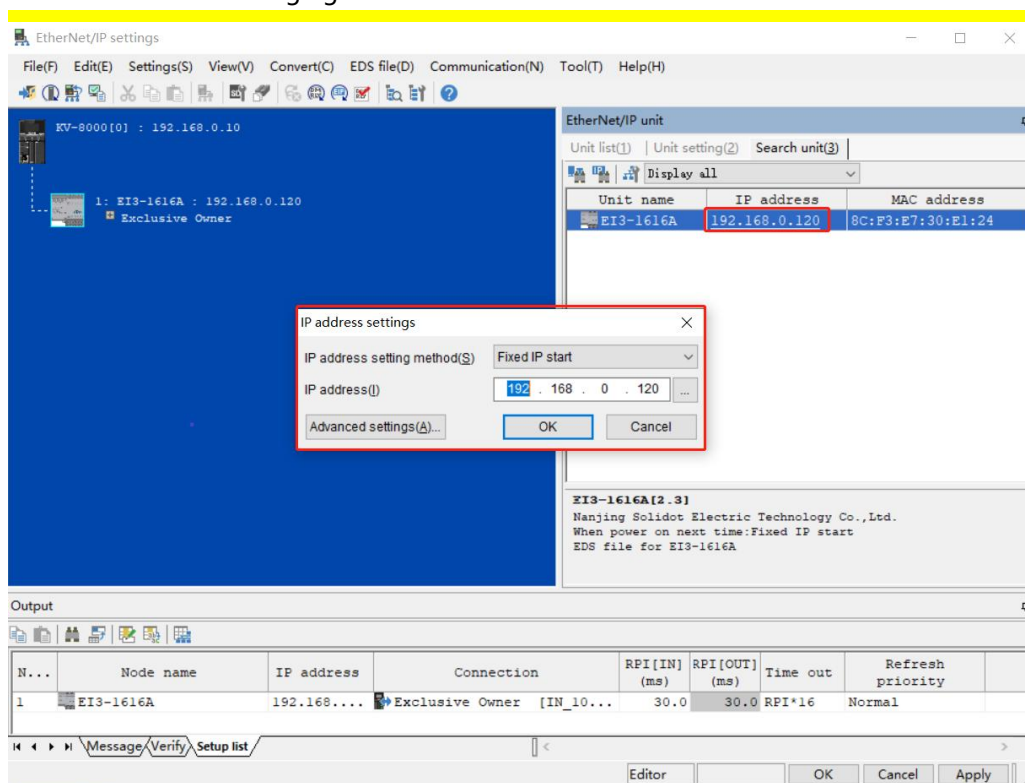 EtherNet/IP settings
File(F) Edit(E) Settings(S) View(V) Convert(C) EDS file(D) Communication(N) Tool(T) Help(H)
KV-8000[0] : 192.168.0.10
1: EI3-1616A : 192.168.0.120
Exclusive Owner
EtherNet/IP unit
Unit list(1) Unit setting(2) Search unit(3)
Display all
Unit name IP address MAC address
EI3-1616A 192.168.0.120 8C:F3:E7:30:E1:24
IP address settings
IP address setting method(S) Fixed IP start
IP address(I) 192 . 168 . 0 . 120 ...
Advanced settings(A)... OK Cancel
EI3-1616A[2.3]
Nanjing Solidot Electric Technology Co.,Ltd.
When power on next time:Fixed IP start
EDS file for EI3-1616A
Output
N... Node name IP address Connection RPI[IN] (ms) RPI[OUT] (ms) Time out Refresh priority
1 EI3-1616A 192.168.... Exclusive Owner [IN_10... 30.0 30.0 RPI*16 Normal
Message Verify Setup list
Editor OK Cancel Apply